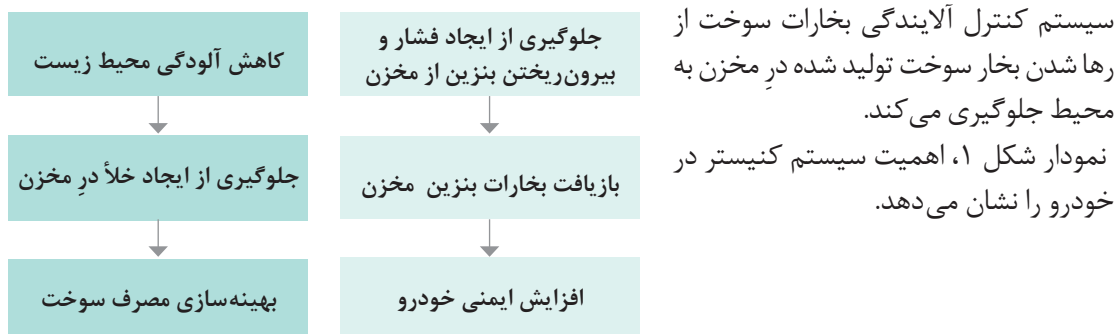 سیستم کنترل آلایندگی بخارات سوخت از
رها شدن بخار سوخت تولید شده درِ مخزن به
محیط جلوگیری می‌کند.
نمودار شکل ۱، اهمیت سیستم کنیستر در
خودرو را نشان می‌دهد.
جلوگیری از ایجاد فشار و
بیرون‌ریختن بنزین از مخزن
بازیافت بخارات بنزین مخزن
افزایش ایمنی خودرو
کاهش آلودگی محیط زیست
جلوگیری از ایجاد خلأ درِ مخزن
بهینه‌سازی مصرف سوخت